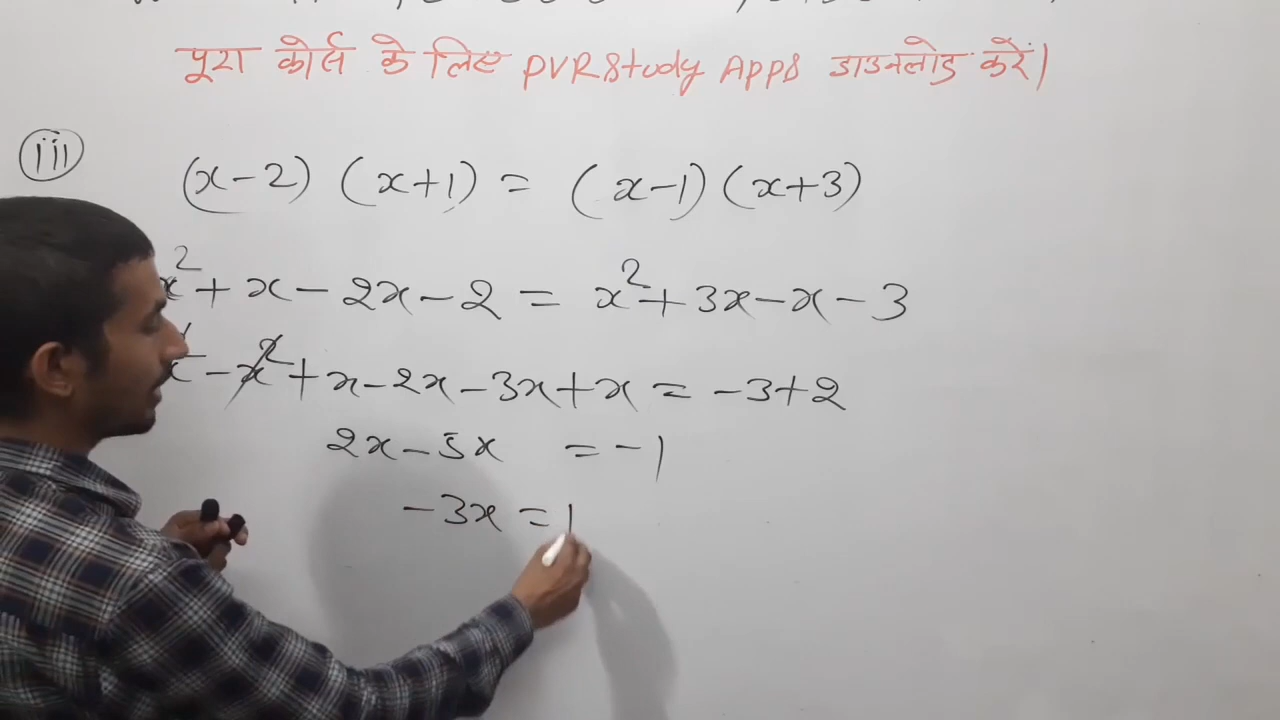 पूरा कोर्स के लिए PVRStudy Apps डाउनलोड करें।
(iii) (x-2) (x+1) = (x-1) (x+3)
x² + x - 2x - 2 = x² + 3x - x - 3
- x² + x - 2x - 3x + x = -3+2
2x - 5x = -1
-3x = 1